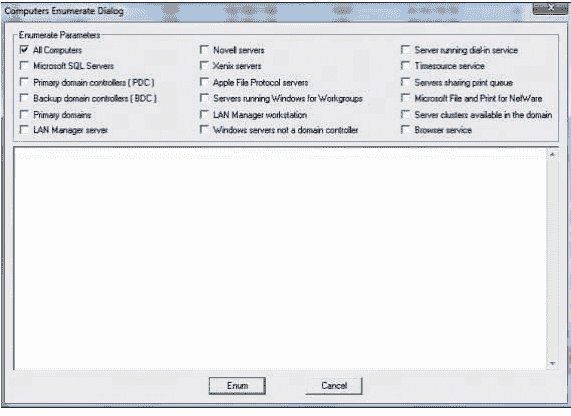 Computers Enumerate Dialog
Enumerate Parameters
All Computers
Microsoft SQL Servers
Primary domain controllers ( PDC )
Backup domain controllers ( BDC )
Primary domains
LAN Manager server
Novell servers
Xenix servers
Apple File Protocol servers
Servers running Windows for Workgroups
LAN Manager workstation
Windows servers not a domain controller
Server running dial-in service
Timesource service
Servers sharing print queue
Microsoft File and Print for NetWare
Server clusters available in the domain
Browser service
Enum
Cancel